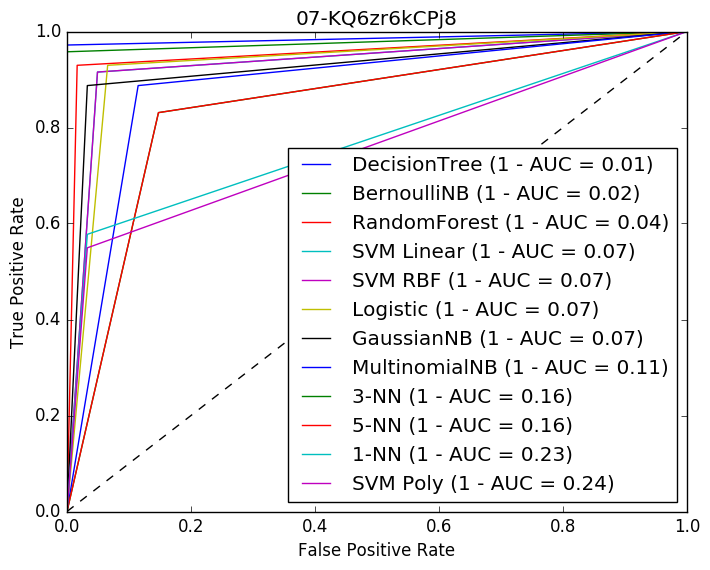 07-KQ6zr6kCPj8
1.0
0.8
0.6
0.4
0.2
0.0
True Positive Rate
DecisionTree (1 - AUC = 0.01)
BernoulliNB (1 - AUC = 0.02)
RandomForest (1 - AUC = 0.04)
SVM Linear (1 - AUC = 0.07)
SVM RBF (1 - AUC = 0.07)
Logistic (1 - AUC = 0.07)
GaussianNB (1 - AUC = 0.07)
MultinomialNB (1 - AUC = 0.11)
3-NN (1 - AUC = 0.16)
5-NN (1 - AUC = 0.16)
1-NN (1 - AUC = 0.23)
SVM Poly (1 - AUC = 0.24)
0.0 0.2 0.4 0.6 0.8 1.0
False Positive Rate